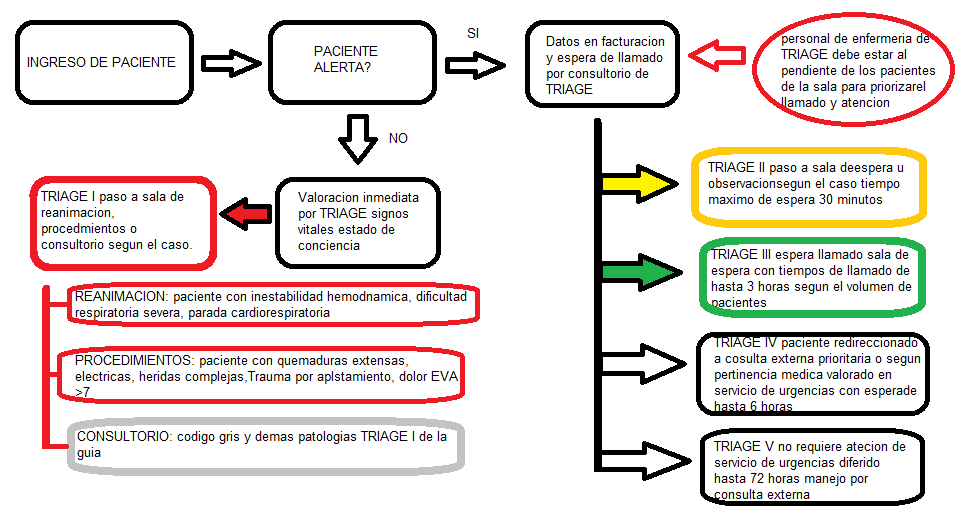 INGRESO DE PACIENTE
PACIENTE
ALERTA?
SI
Datos en facturacion
y espera de llamado
por consultorio de
TRIAGE
personal de enfermeria de
TRIAGE debe estar al
pendiente de los pacientes
de la sala para priorizarel
llamado y atencion
NO
Valoracion inmediata
por TRIAGE signos
vitales estado de
conciencia
TRIAGE I paso a sala de
reanimacion,
procedmientos o
consultorio segun el caso.
REANIMACION: paciente con inestabilidad hemodnamica, dificultad
respiratoria severa, parada cardiorespiratoria
PROCEDIMIENTOS: paciente con quemaduras extensas,
electricas, heridas complejas,Trauma por aplstamiento, dolor EVA
>7
CONSULTORIO: codigo gris y demas patologias TRIAGE I de la
guia
TRIAGE II paso a sala deespera u
observacionsegun el caso tiempo
maximo de espera 30 minutos
TRIAGE III espera llamado sala de
espera con tiempos de llamado de
hasta 3 horas segun el volumen de
pacientes
TRIAGE IV paciente redireccionado
a cosulta externa prioritaria o segun
pertinencia medica valorado en
servicio de urgencias con esperade
hasta 6 horas
TRIAGE V no requiere atecion de
servicio de urgencias diferido
hasta 72 horas manejo por
consulta externa